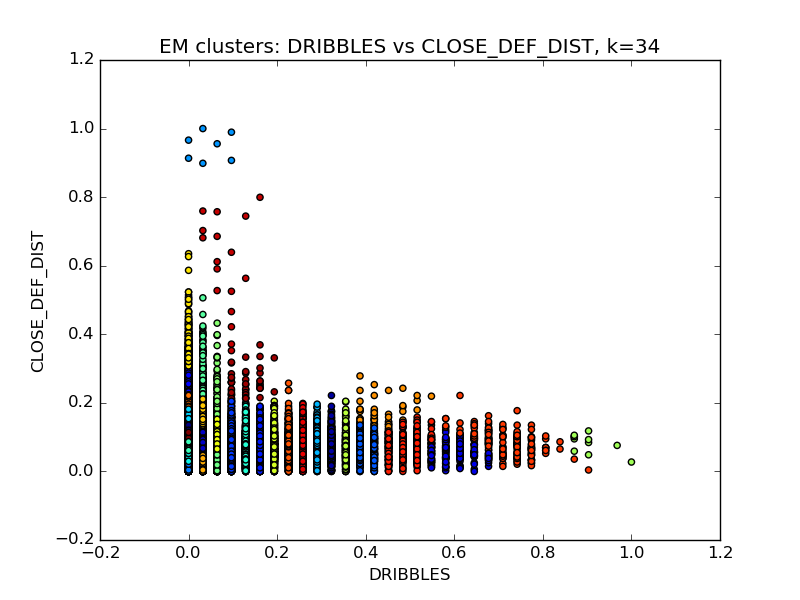 EM clusters: DRIBBLES vs CLOSE_DEF_DIST, k=34
1.2
1.0
0.8
0.6
0.4
0.2
0.0
−0.2
CLOSE_DEF_DIST
−0.2 0.0 0.2 0.4 0.6 0.8 1.0 1.2
DRIBBLES